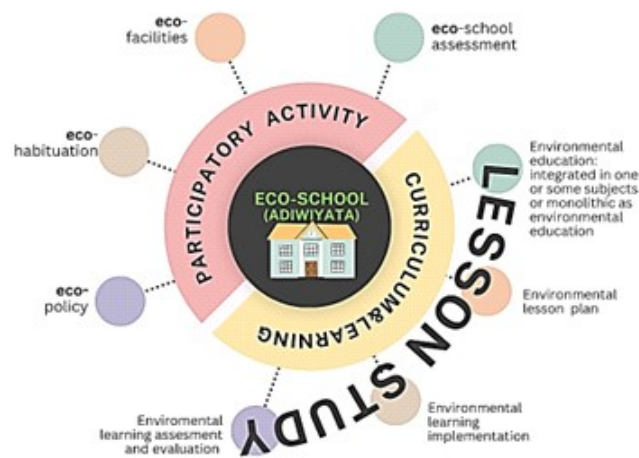 eco-
facilities
eco-school
assessment
eco-
habituation
eco-
policy
PARTICIPATORY ACTIVITY
ECO-SCHOOL
(ADIWIYATA)
CURRICULUM&LEARNING
Environmental
education:
integrated in one
or some subjects
or monolithic as
environmental
education
Environmental
lesson plan
Environmental
learning
implementation
Enviromental
learning assesment
and evaluation
LESSON STUDY